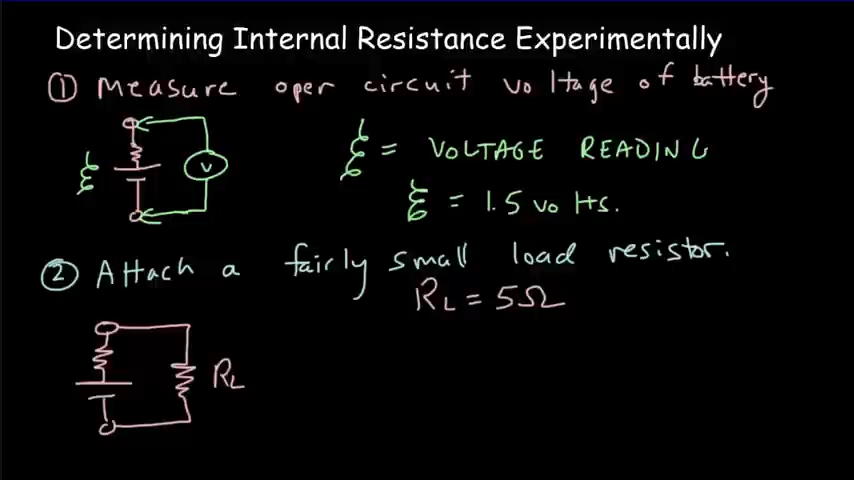 Determining Internal Resistance Experimentally
① Measure open circuit voltage of battery
ξ V ξ = VOLTAGE READING
ξ = 1.5 volts.
② Attach a fairly small load resistor.
RL = 5Ω
RL